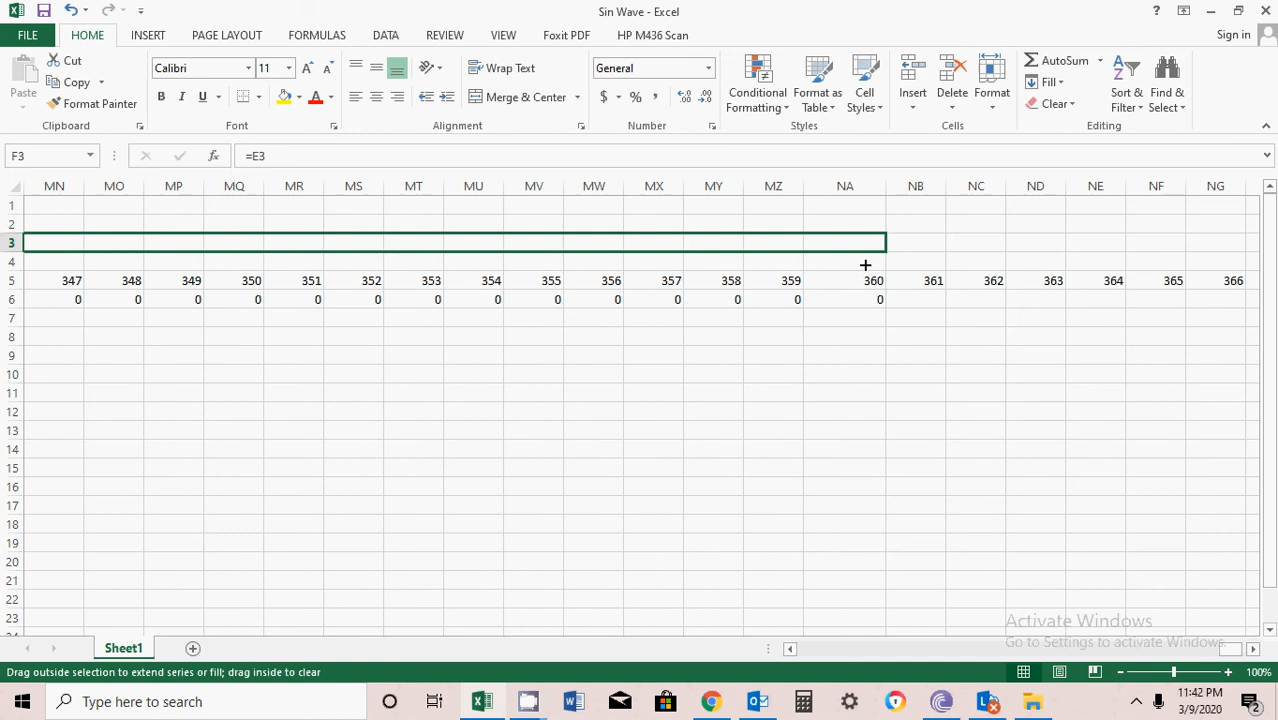 Sin Wave - Excel
?
FILE HOME INSERT PAGE LAYOUT FORMULAS DATA REVIEW VIEW Foxit PDF HP M436 Scan Sign in
Paste Cut Copy Format Painter
Clipboard
Calibri 11
B I U A
Font
Wrap Text
Merge & Center
Alignment
General
$ % ,
Number
Conditional Formatting Format as Table Cell Styles
Styles
Insert Delete Format
Cells
AutoSum
Fill
Clear
Sort & Filter Find & Select
Editing
F3 fx =E3
MN MO MP MQ MR MS MT MU MV MW MX MY MZ NA NB NC ND NE NF NG
1
2
3
4
5 347 348 349 350 351 352 353 354 355 356 357 358 359 360 361 362 363 364 365 366
6 0 0 0 0 0 0 0 0 0 0 0 0 0 0
7
8
9
10
11
12
13
14
15
16
17
18
19
20
21
22
23
Activate Windows
Go to Settings to activate Windows.
Sheet1
Drag outside selection to extend series or fill; drag inside to clear 100%
Type here to search
11:42 PM
3/9/2020
2